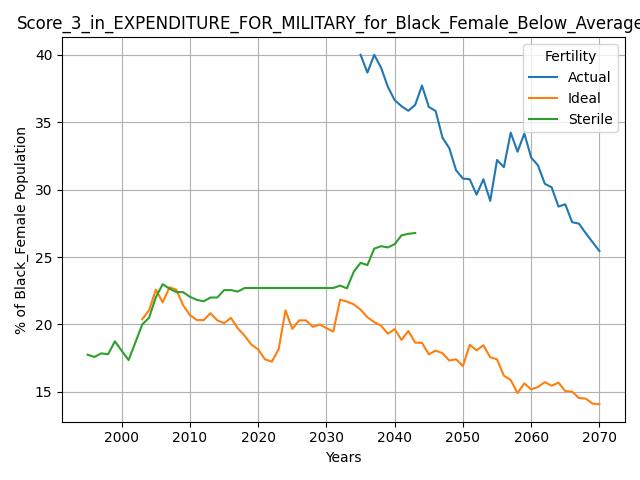 Score_3_in_EXPENDITURE_FOR_MILITARY_for_Black_Female_Below_Average
Fertility
Actual
Ideal
Sterile
% of Black_Female Population
40
35
30
25
20
15
2000 2010 2020 2030 2040 2050 2060 2070
Years